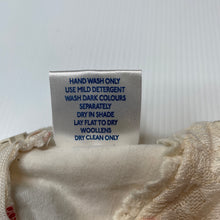 HAND WASH ONLY
USE MILD DETERGENT
WASH DARK COLOURS
SEPARATELY
DRY IN SHADE
LAY FLAT TO DRY
WOOLLENS
DRY CLEAN ONLY